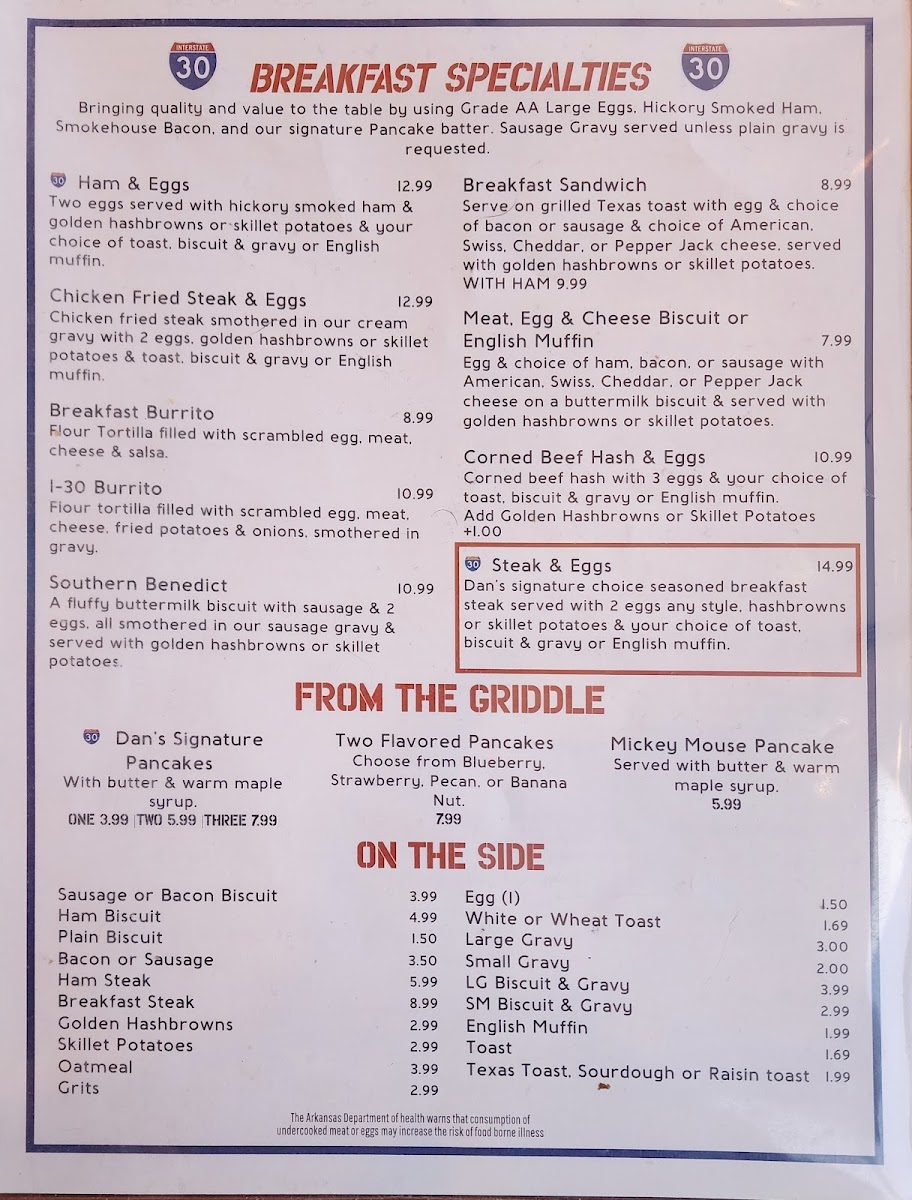 INTERSTATE
30
BREAKFAST SPECIALTIES
INTERSTATE
30
Bringing quality and value to the table by using Grade AA Large Eggs, Hickory Smoked Ham,
Smokehouse Bacon, and our signature Pancake batter. Sausage Gravy served unless plain gravy is
requested.
30 Ham & Eggs 12.99
Two eggs served with hickory smoked ham &
golden hashbrowns or skillet potatoes & your
choice of toast, biscuit & gravy or English
muffin.
Chicken Fried Steak & Eggs 12.99
Chicken fried steak smothered in our cream
gravy with 2 eggs, golden hashbrowns or skillet
potatoes & toast, biscuit & gravy or English
muffin.
Breakfast Burrito 8.99
Flour Tortilla filled with scrambled egg, meat,
cheese & salsa.
I-30 Burrito 10.99
Flour tortilla filled with scrambled egg, meat,
cheese, fried potatoes & onions, smothered in
gravy.
Southern Benedict 10.99
A fluffy buttermilk biscuit with sausage & 2
eggs, all smothered in our sausage gravy &
served with golden hashbrowns or skillet
potatoes.
Breakfast Sandwich 8.99
Serve on grilled Texas toast with egg & choice
of bacon or sausage & choice of American,
Swiss, Cheddar, or Pepper Jack cheese, served
with golden hashbrowns or skillet potatoes.
WITH HAM 9.99
Meat, Egg & Cheese Biscuit or
English Muffin 7.99
Egg & choice of ham, bacon, or sausage with
American, Swiss, Cheddar, or Pepper Jack
cheese on a buttermilk biscuit & served with
golden hashbrowns or skillet potatoes.
Corned Beef Hash & Eggs 10.99
Corned beef hash with 3 eggs & your choice of
toast, biscuit & gravy or English muffin.
Add Golden Hashbrowns or Skillet Potatoes
+1.00
30 Steak & Eggs 14.99
Dan's signature choice seasoned breakfast
steak served with 2 eggs any style, hashbrowns
or skillet potatoes & your choice of toast,
biscuit & gravy or English muffin.
FROM THE GRIDDLE
30 Dan's Signature
Pancakes
With butter & warm maple
syrup.
ONE 3.99 |TWO 5.99 |THREE 7.99
Two Flavored Pancakes
Choose from Blueberry,
Strawberry, Pecan, or Banana
Nut.
7.99
Mickey Mouse Pancake
Served with butter & warm
maple syrup.
5.99
ON THE SIDE
Sausage or Bacon Biscuit 3.99
Ham Biscuit 4.99
Plain Biscuit 1.50
Bacon or Sausage 3.50
Ham Steak 5.99
Breakfast Steak 8.99
Golden Hashbrowns 2.99
Skillet Potatoes 2.99
Oatmeal 3.99
Grits 2.99
Egg (1) 1.50
White or Wheat Toast 1.69
Large Gravy 3.00
Small Gravy 2.00
LG Biscuit & Gravy 3.99
SM Biscuit & Gravy 2.99
English Muffin 1.99
Toast 1.69
Texas Toast, Sourdough or Raisin toast 1.99
The Arkansas Department of health warns that consumption of
undercooked meat or eggs may increase the risk of food borne illness